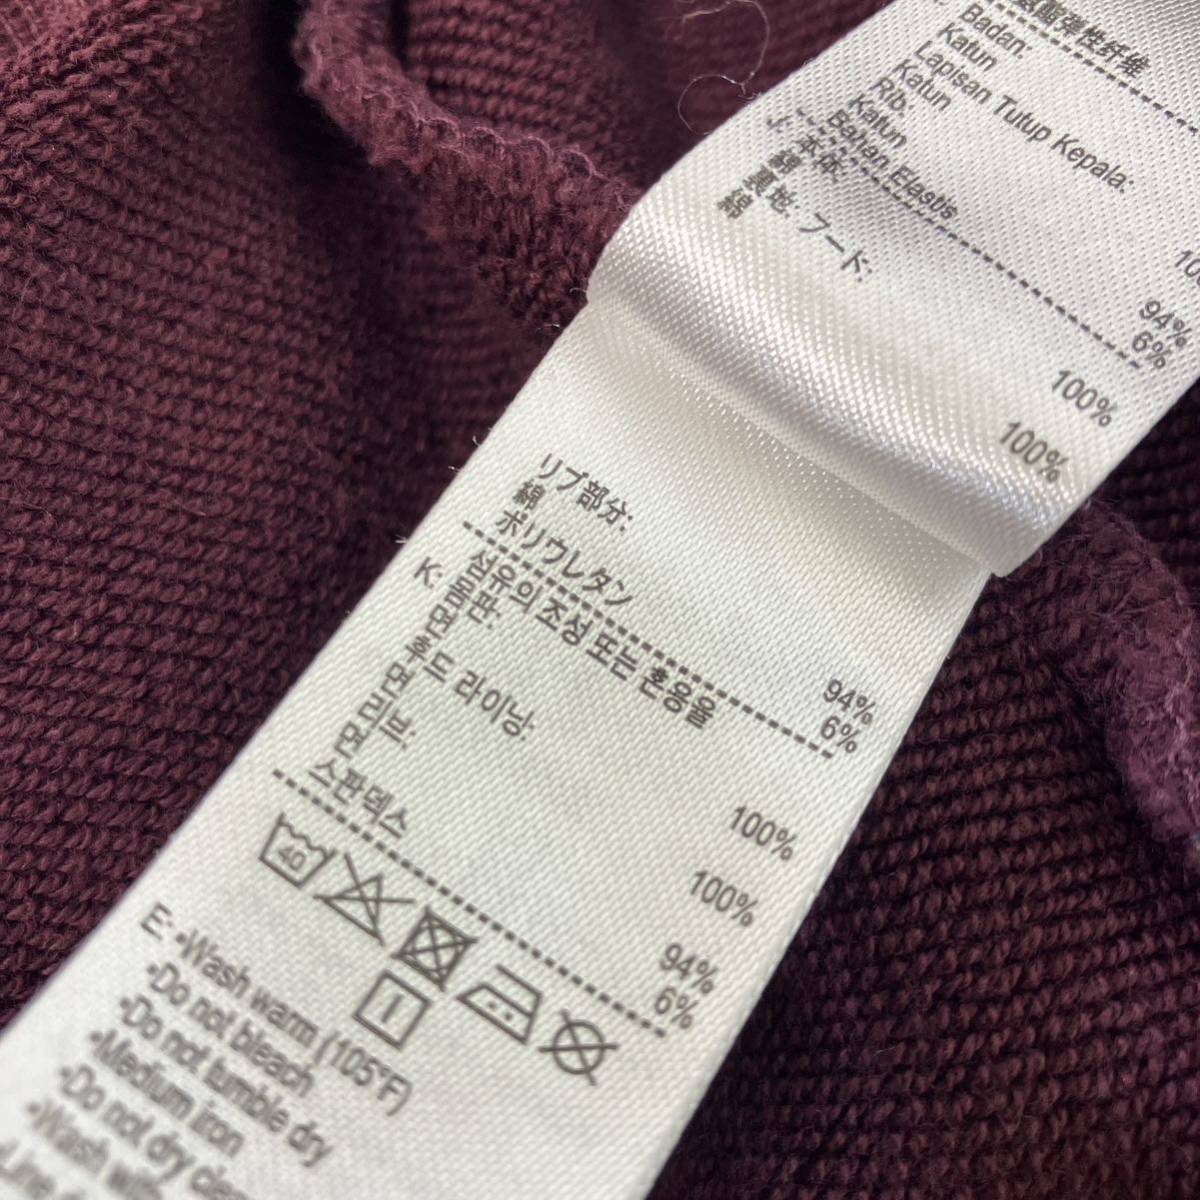 Badan:
Katun
Lapisan Tutup Kepala:
Katun
Rib:
Katun 94%
Bahan Elastis 6%
J: 本体:
綿 100%
裏地: フード:
綿 100%
リブ部分:
綿 94%
ポリウレタン 6%
섬유의 조성 또는 혼용율
K: 몸판:
면 100%
후드 라이닝:
면 100%
리브:
면 94%
스판덱스 6%
40
E: •Wash warm (105°F)
•Do not bleach
•Do not tumble dry
•Medium iron
•Do not dry clean
•Wash with